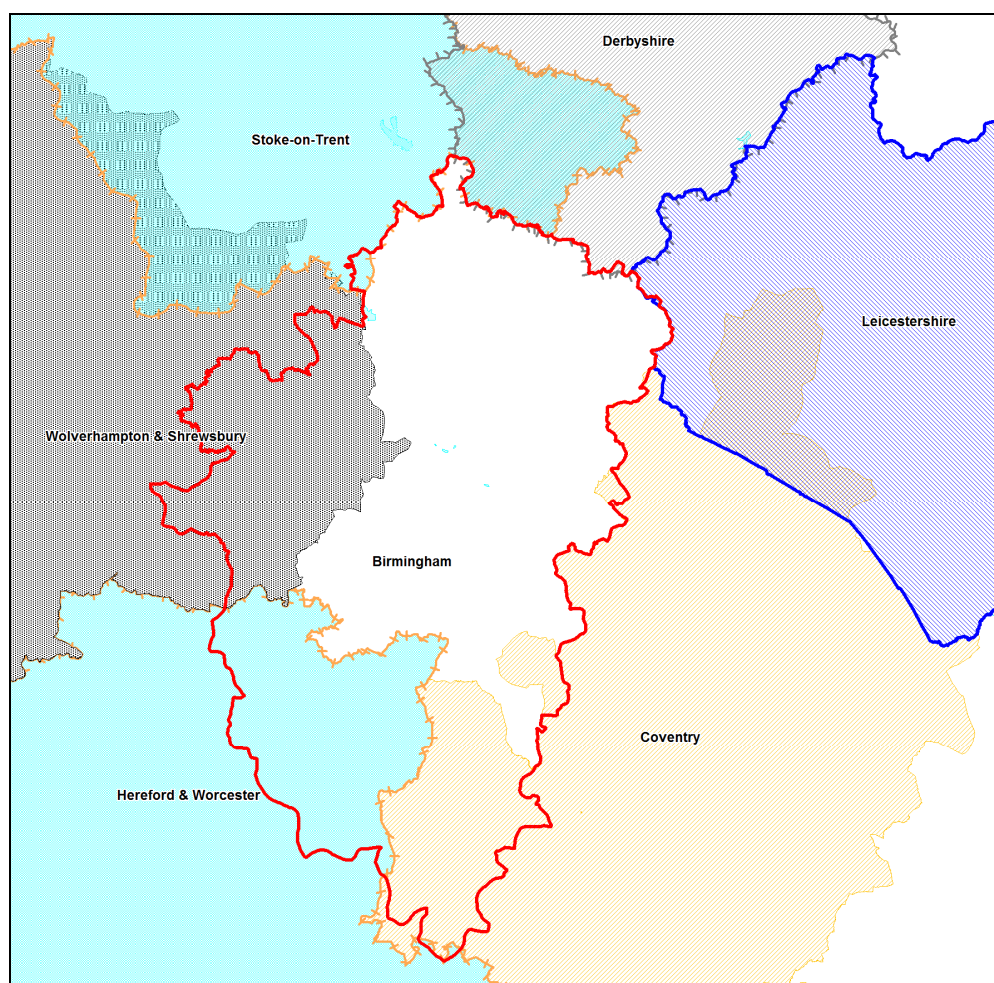 Derbyshire
Stoke-on-Trent
Leicestershire
Wolverhampton & Shrewsbury
Birmingham
Coventry
Hereford & Worcester